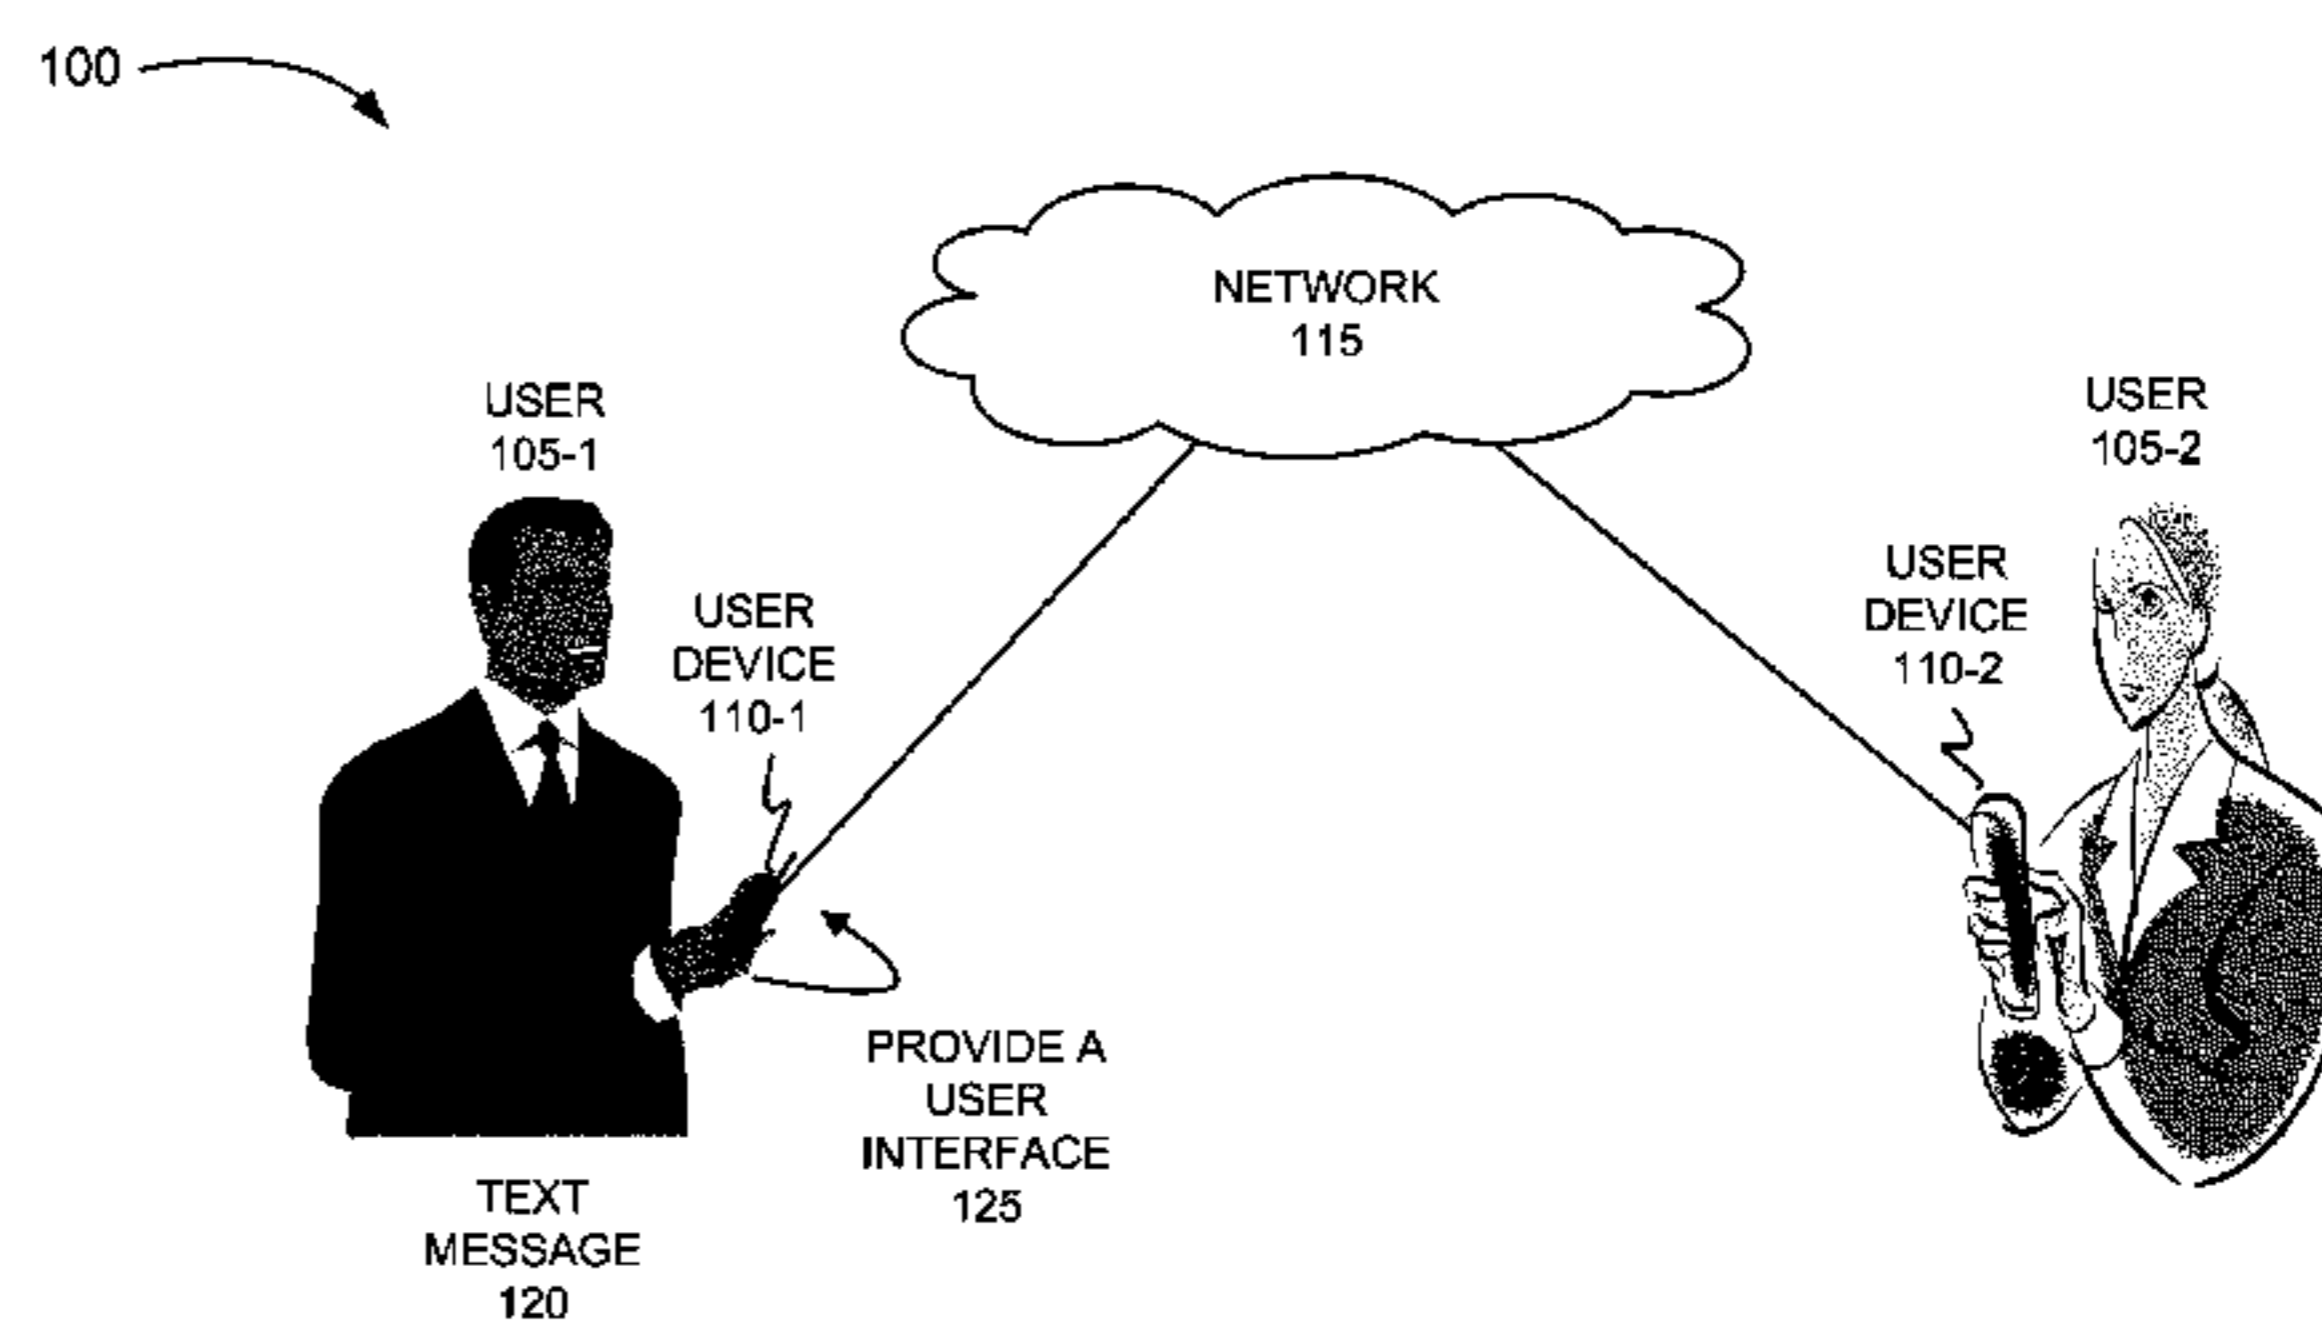 100
NETWORK
115
USER
105-1
USER
105-2
USER
DEVICE
110-1
USER
DEVICE
110-2
PROVIDE A
USER
INTERFACE
125
TEXT
MESSAGE
120